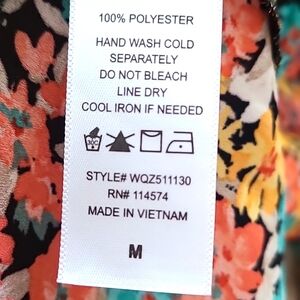 100% POLYESTER
HAND WASH COLD
SEPARATELY
DO NOT BLEACH
LINE DRY
COOL IRON IF NEEDED
30C
STYLE# WQZ511130
RN# 114574
MADE IN VIETNAM
M